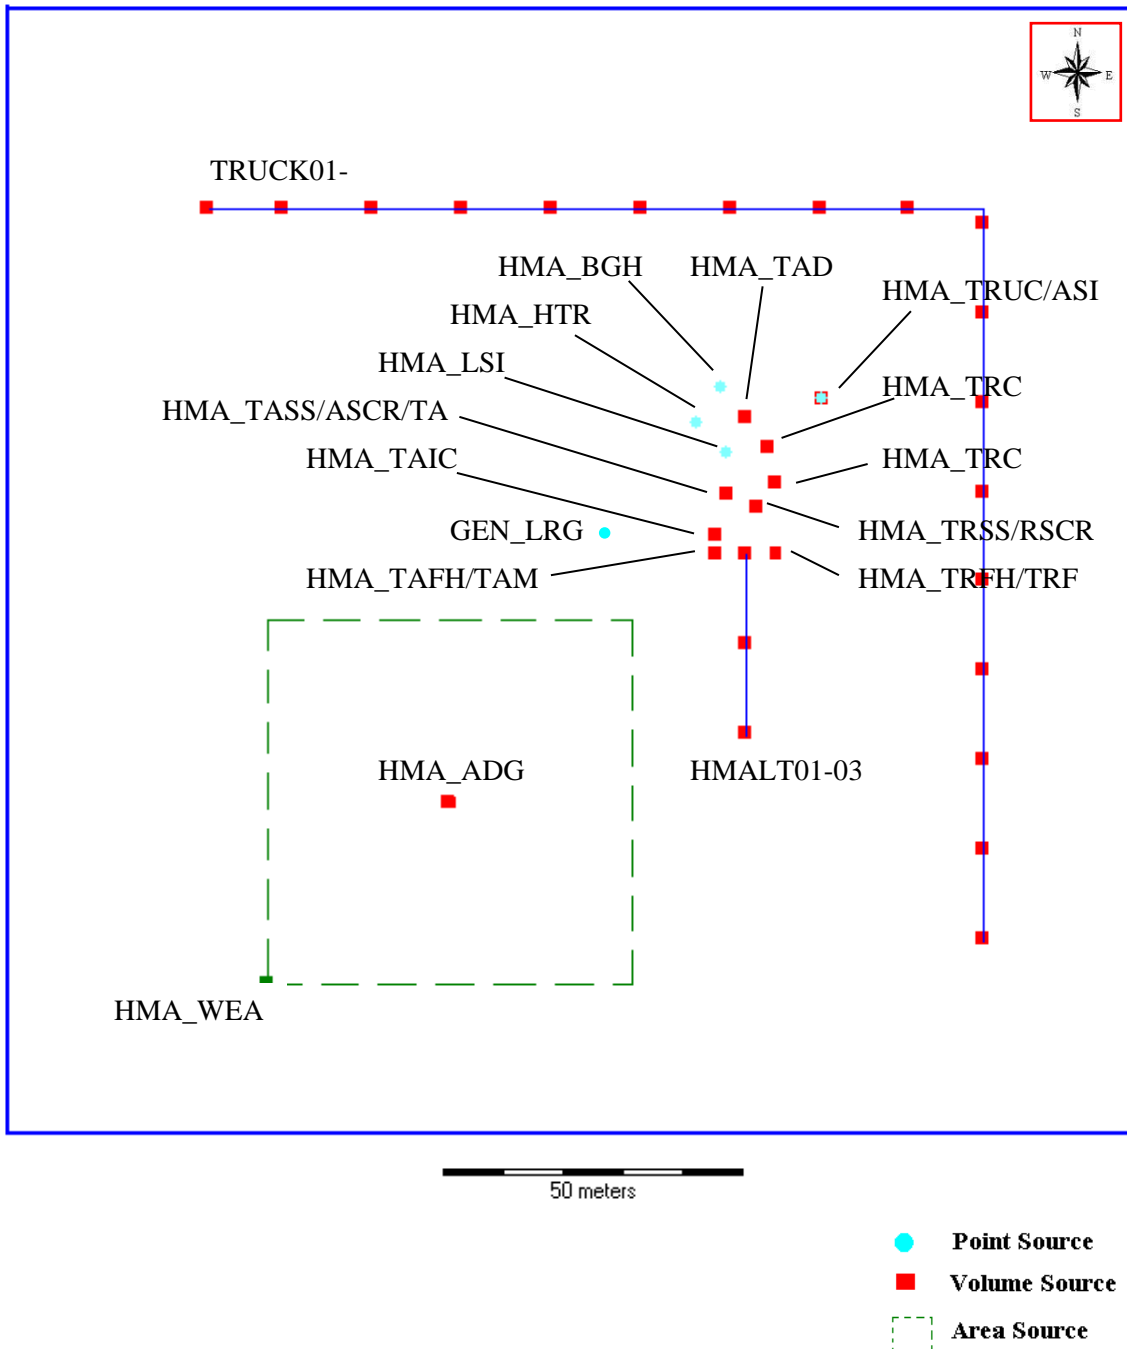 N
W E
S
TRUCK01-
HMA_BGH
HMA_TAD
HMA_TRUC/ASI
HMA_HTR
HMA_LSI
HMA_TRC
HMA_TASS/ASCR/TA
HMA_TAIC
HMA_TRC
GEN_LRG
HMA_TRSS/RSCR
HMA_TAFH/TAM
HMA_TRFH/TRF
HMA_ADG
HMALT01-03
HMA_WEA
50 meters
Point Source
Volume Source
Area Source